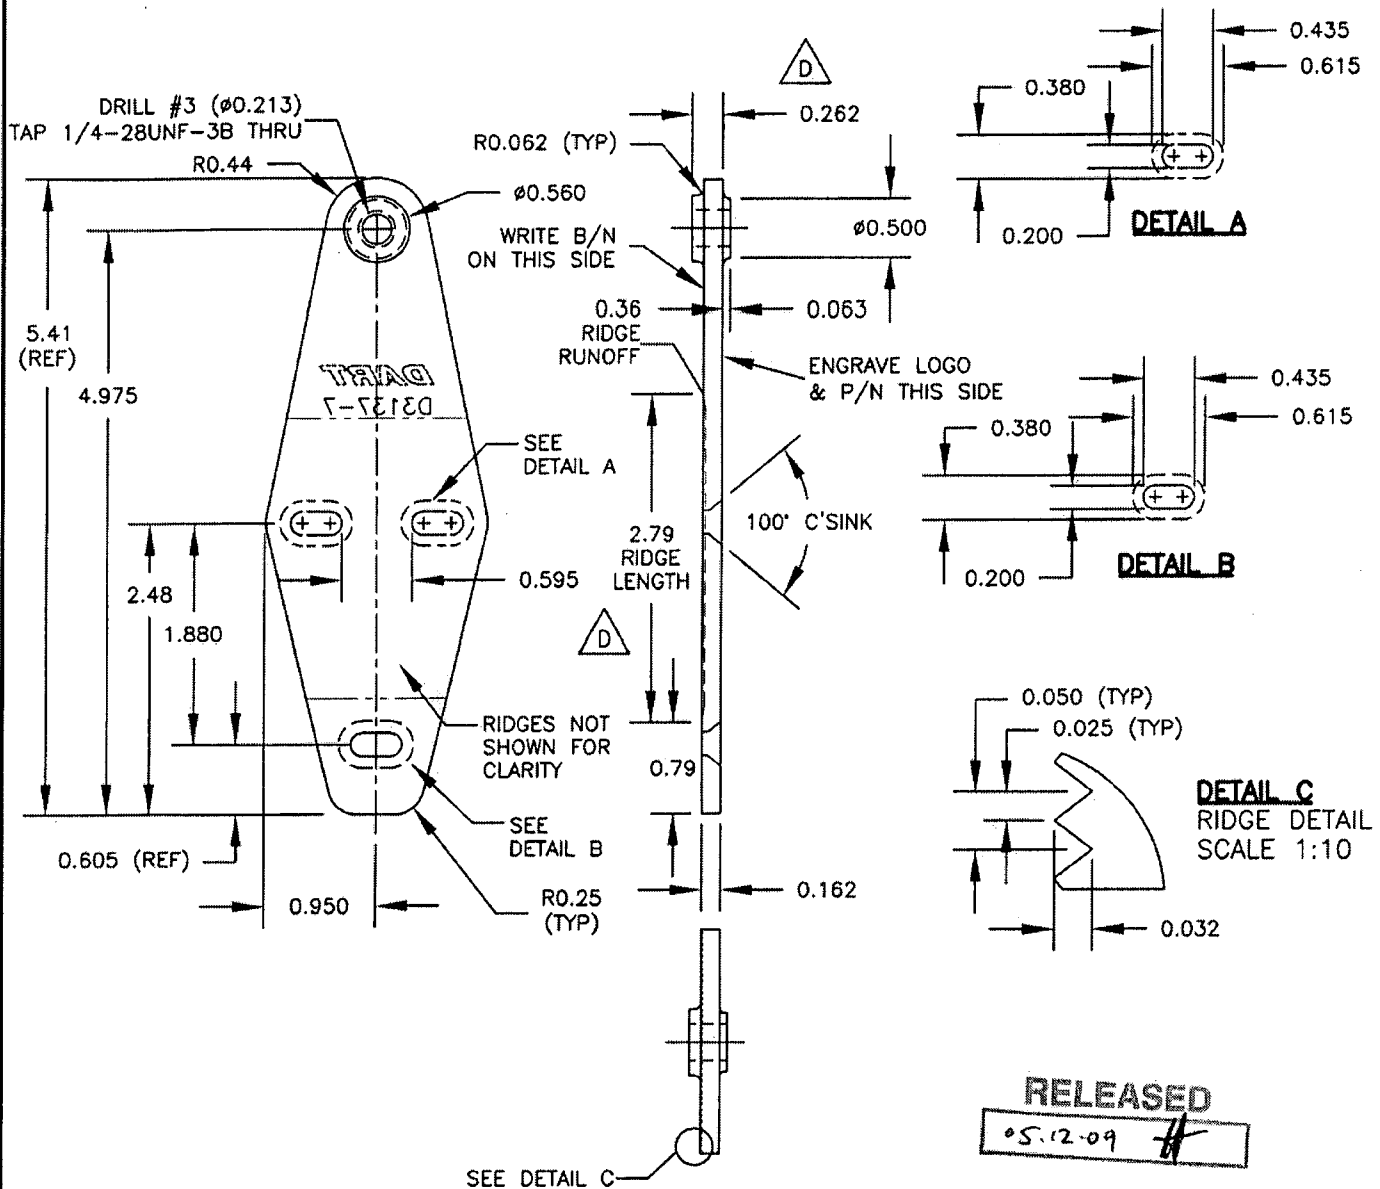 DRILL #3 (ø0.213)
TAP 1/4-28UNF-3B THRU
R0.44
ø0.560
5.41
(REF)
4.975
DART
D3137-7
SEE
DETAIL A
0.595
2.48
1.880
RIDGES NOT
SHOWN FOR
CLARITY
SEE
DETAIL B
0.605 (REF)
0.950
R0.25
(TYP)
D
D
0.262
R0.062 (TYP)
WRITE B/N
ON THIS SIDE
ø0.500
0.36
RIDGE
RUNOFF
0.063
ENGRAVE LOGO
& P/N THIS SIDE
2.79
RIDGE
LENGTH
100° C'SINK
0.79
0.162
SEE DETAIL C
0.435
0.615
0.380
0.200
DETAIL A
0.435
0.615
0.380
0.200
DETAIL B
0.050 (TYP)
0.025 (TYP)
DETAIL C
RIDGE DETAIL
SCALE 1:10
0.032
RELEASED
05.12.09